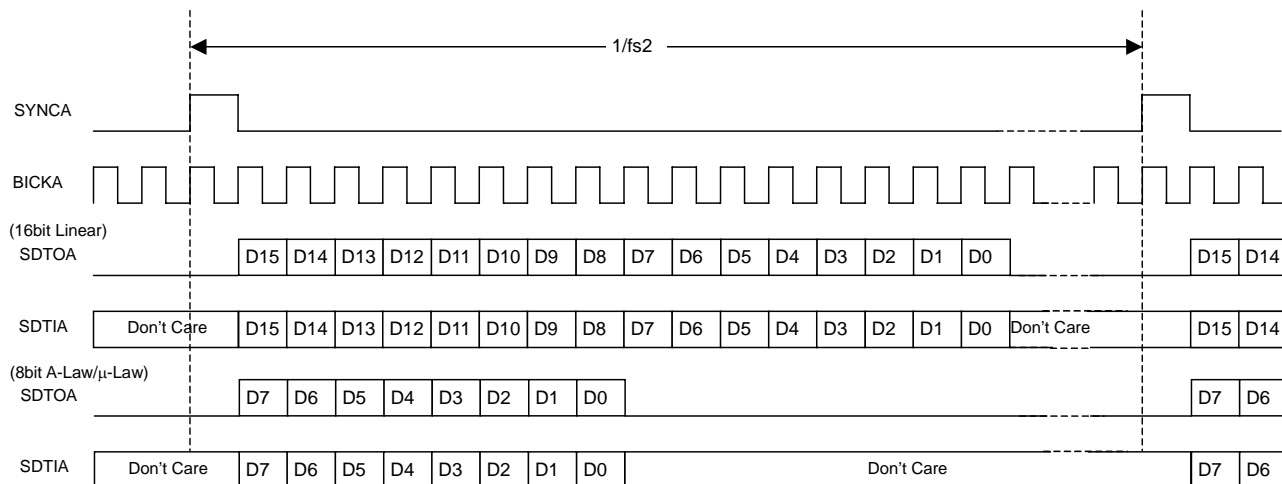 1/fs2
SYNCA
BICKA
(16bit Linear)
SDTOA D15 D14 D13 D12 D11 D10 D9 D8 D7 D6 D5 D4 D3 D2 D1 D0 D15 D14
SDTIA Don't Care D15 D14 D13 D12 D11 D10 D9 D8 D7 D6 D5 D4 D3 D2 D1 D0 Don't Care D15 D14
(8bit A-Law/μ-Law)
SDTOA D7 D6 D5 D4 D3 D2 D1 D0 D7 D6
SDTIA Don't Care D7 D6 D5 D4 D3 D2 D1 D0 Don't Care D7 D6